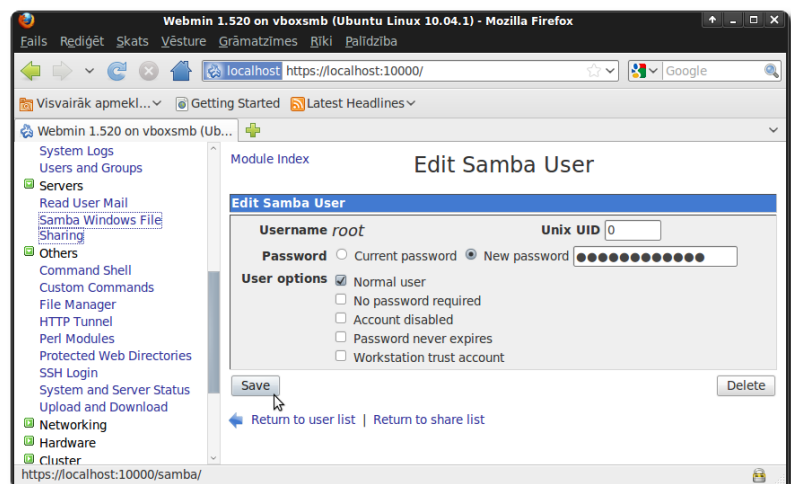 Webmin 1.520 on vboxsmb (Ubuntu Linux 10.04.1) - Mozilla Firefox
Fails Rediģēt Skats Vēsture Grāmatzīmes Rīki Palīdzība
localhost https://localhost:10000/ Google
Visvairāk apmekl... Getting Started Latest Headlines
Webmin 1.520 on vboxsmb (Ub...
System Logs
Users and Groups
Servers
Read User Mail
Samba Windows File
Sharing
Others
Command Shell
Custom Commands
File Manager
HTTP Tunnel
Perl Modules
Protected Web Directories
SSH Login
System and Server Status
Upload and Download
Networking
Hardware
Cluster
Module Index
Edit Samba User
Edit Samba User
Username root Unix UID 0
Password Current password New password ●●●●●●●●●●●●
User options Normal user
No password required
Account disabled
Password never expires
Workstation trust account
Save Delete
Return to user list | Return to share list
https://localhost:10000/samba/